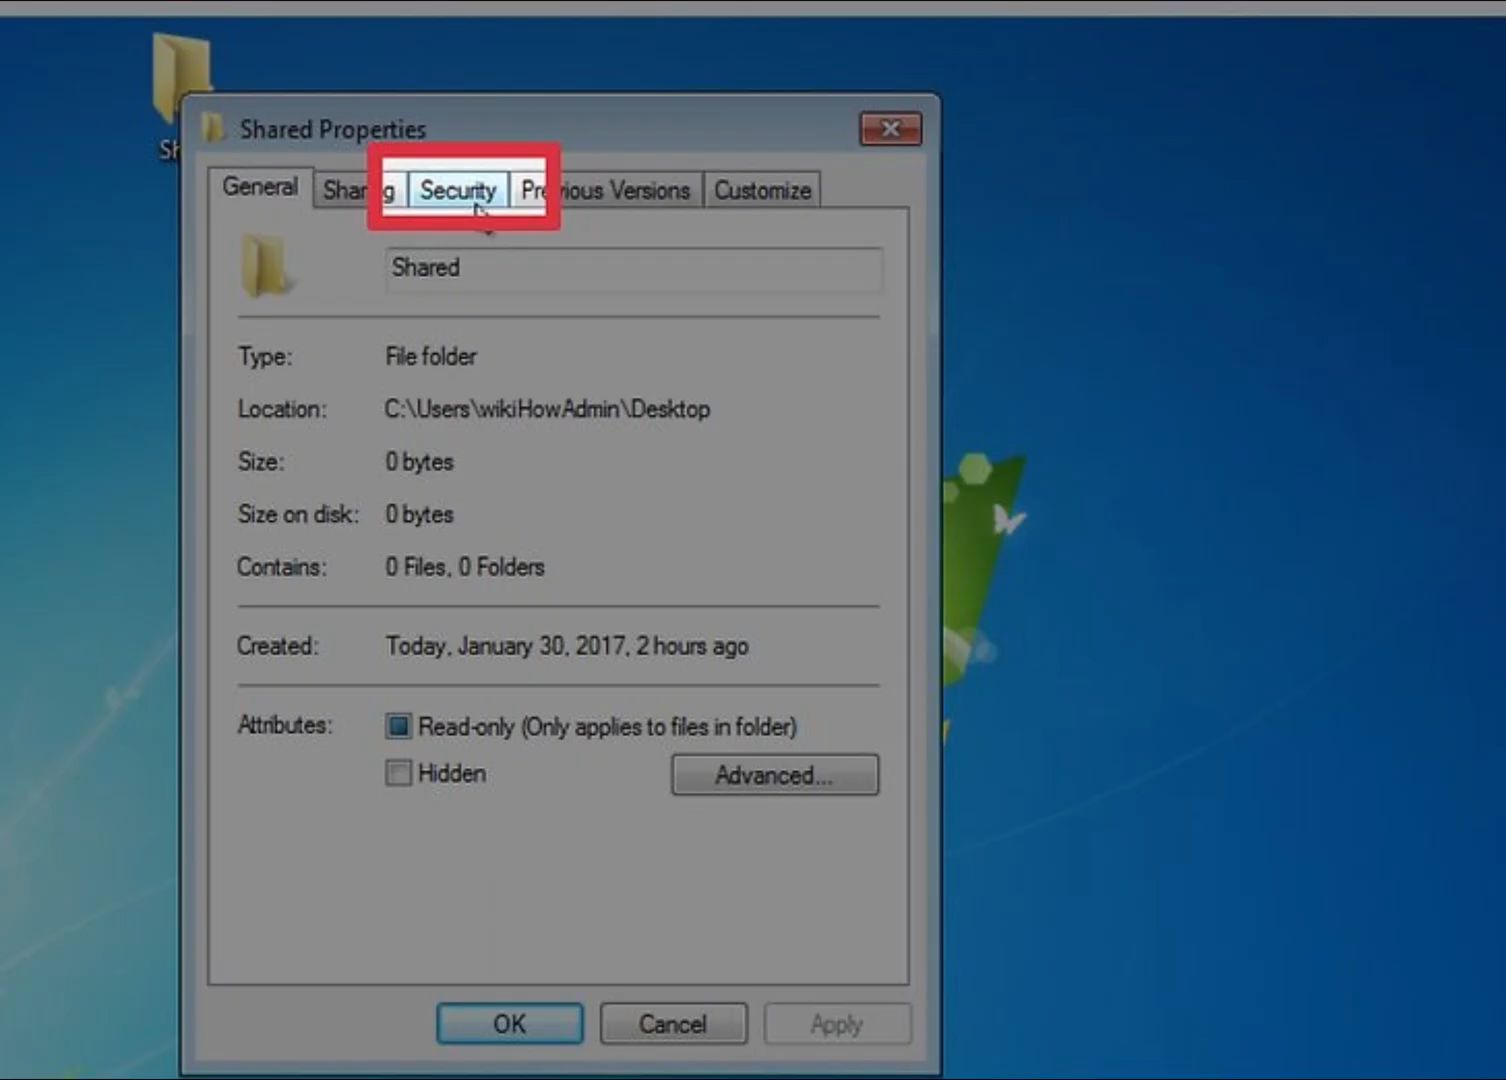 Shared Properties
General Sharing Security Previous Versions Customize
Shared
Type: File folder
Location: C:\Users\wikiHowAdmin\Desktop
Size: 0 bytes
Size on disk: 0 bytes
Contains: 0 Files, 0 Folders
Created: Today, January 30, 2017, 2 hours ago
Attributes: Read-only (Only applies to files in folder)
Hidden Advanced...
OK Cancel Apply